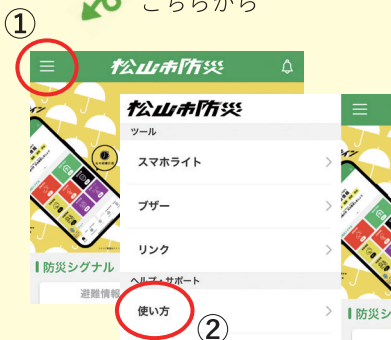 こちらから
①
松山市防災
松山市防災
ツール
スマホライト
ブザー
リンク
防災シグナル
ヘルプ・サポート
避難情報
使い方
②
防災シ